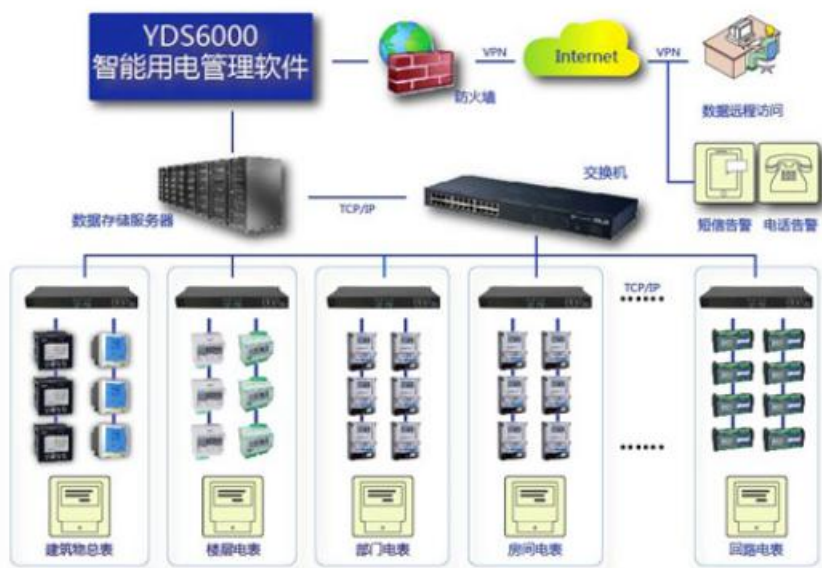 YDS6000
智能用电管理软件
VPN
Internet
VPN
防火墙
数据远程访问
交换机
数据存储服务器
TCP/IP
短信告警
电话告警
TCP/IP
······
······
建筑物总表
楼层电表
部门电表
房间电表
回路电表